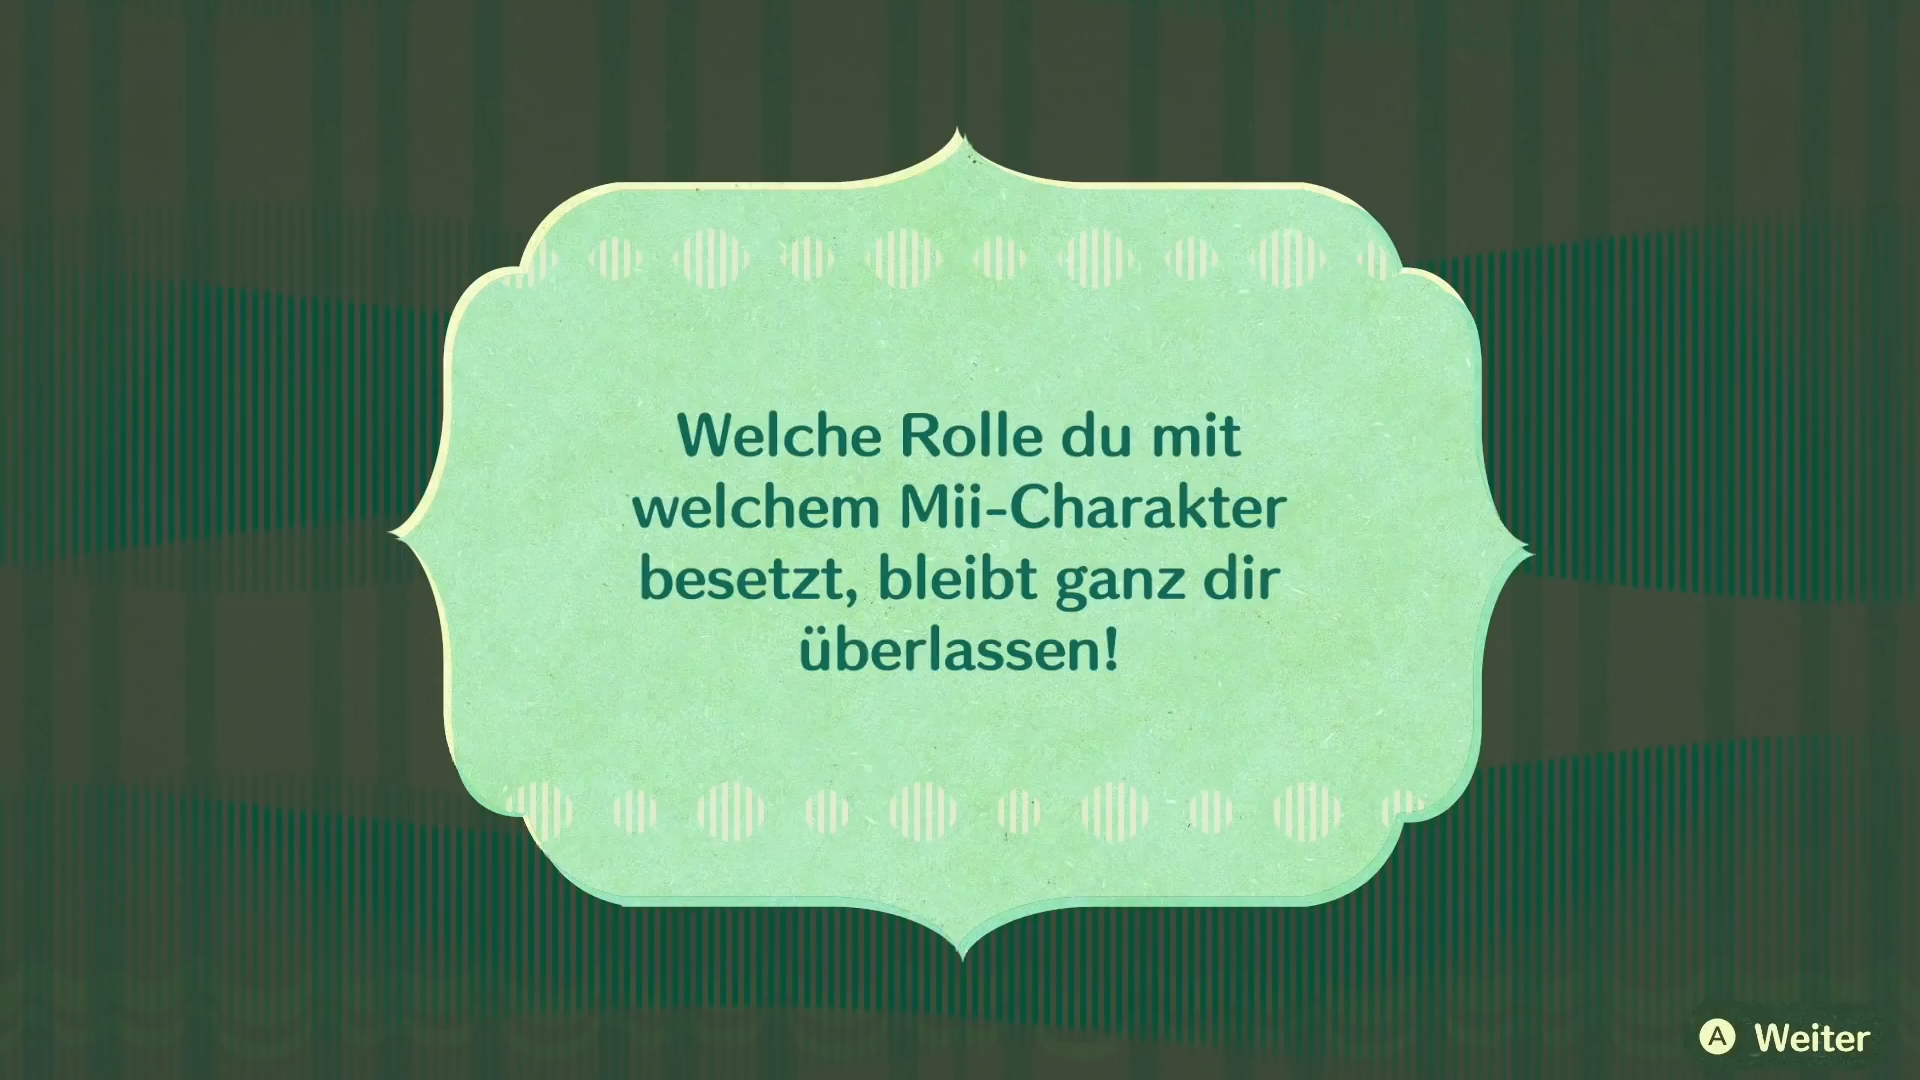 Welche Rolle du mit
welchem Mii-Charakter
besetzt, bleibt ganz dir
überlassen!
A Weiter